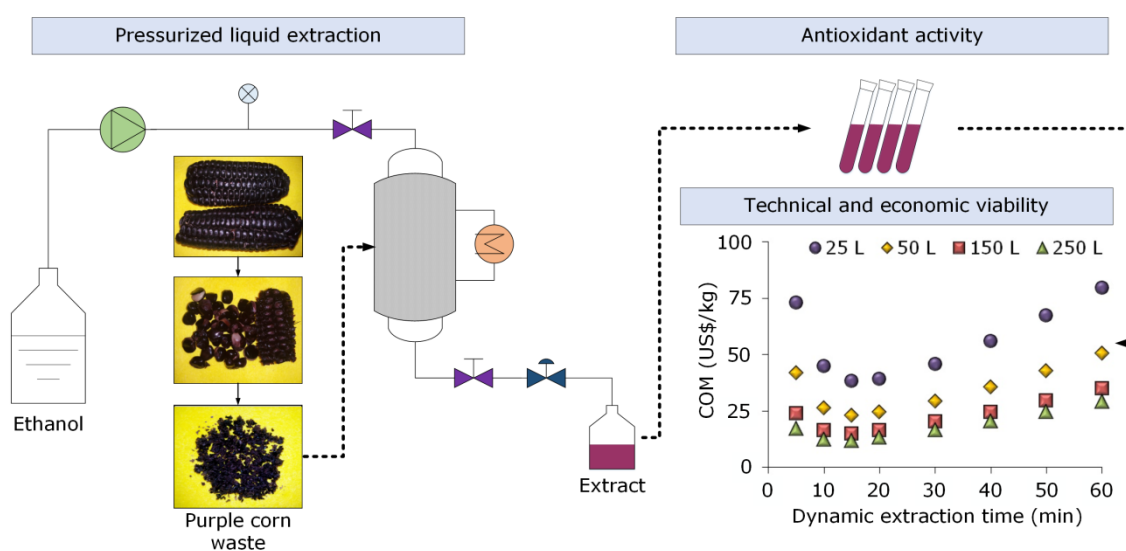 Pressurized liquid extraction
Antioxidant activity
Technical and economic viability
Ethanol
Purple corn
waste
Extract
25 L
50 L
150 L
250 L
COM (US$/kg)
100
75
50
25
0
0
10
20
30
40
50
60
Dynamic extraction time (min)